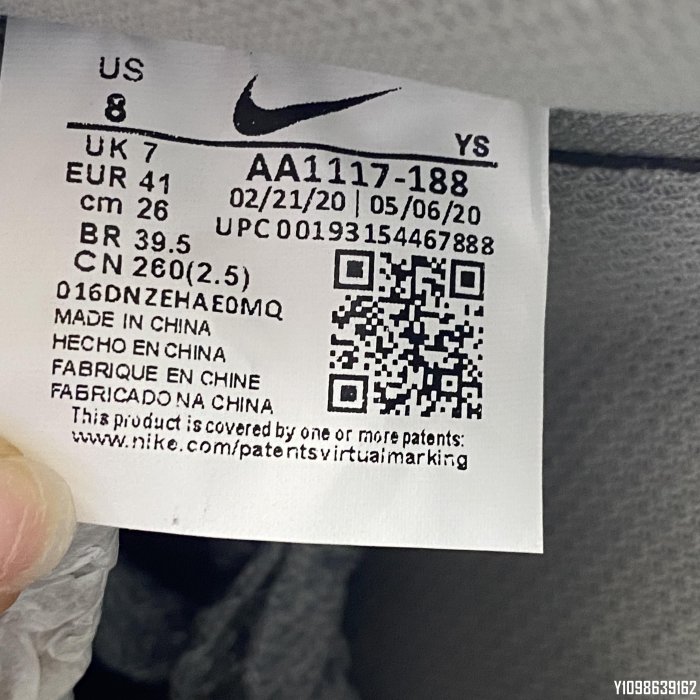 US
8
YS
UK 7
AA1117-188
EUR 41
02/21/20 | 05/06/20
cm 26
UPC 00193154467888
BR 39.5
CN 260(2.5)
016DNZEHAE0MQ
MADE IN CHINA
HECHO EN CHINA
FABRIQUE EN CHINE
FABRICADO NA CHINA
This product is covered by one or more patents:
www.nike.com/patentsvirtualmarking
Y1098639162